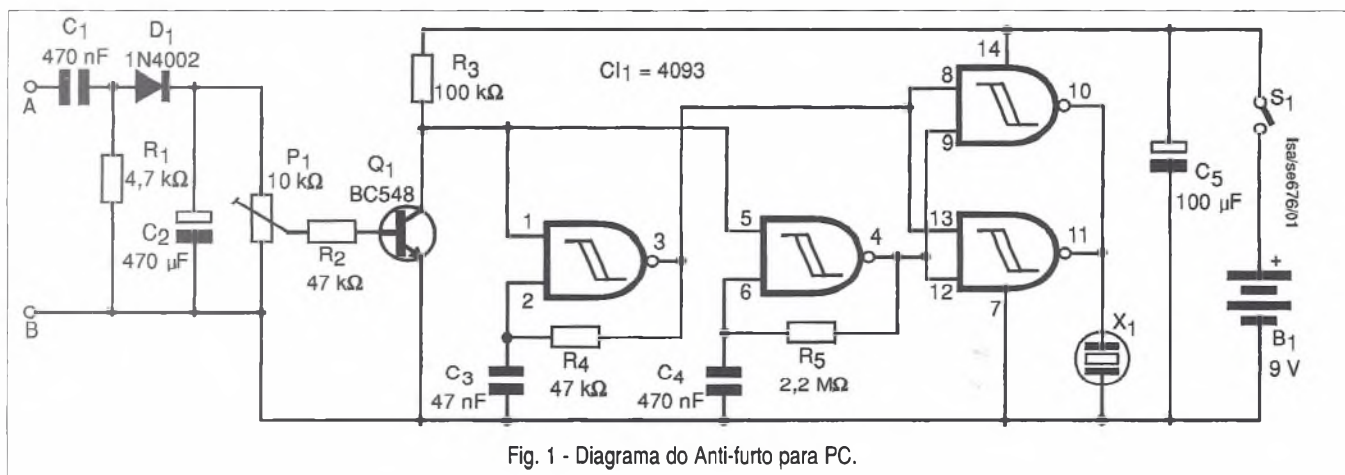 C1
470 nF
D1
1N4002
A
R1
4,7 kΩ
C2
470 µF
B
P1
10 kΩ
R2
47 kΩ
Q1
BC548
R3
100 kΩ
CI1 = 4093
1
2
3
R4
47 kΩ
C3
47 nF
5
6
4
R5
2,2 MΩ
C4
470 nF
14
8
9
10
13
12
11
7
X1
C5
100 µF
S1
Isa/se676/01
+
B1
9 V
Fig. 1 - Diagrama do Anti-furto para PC.